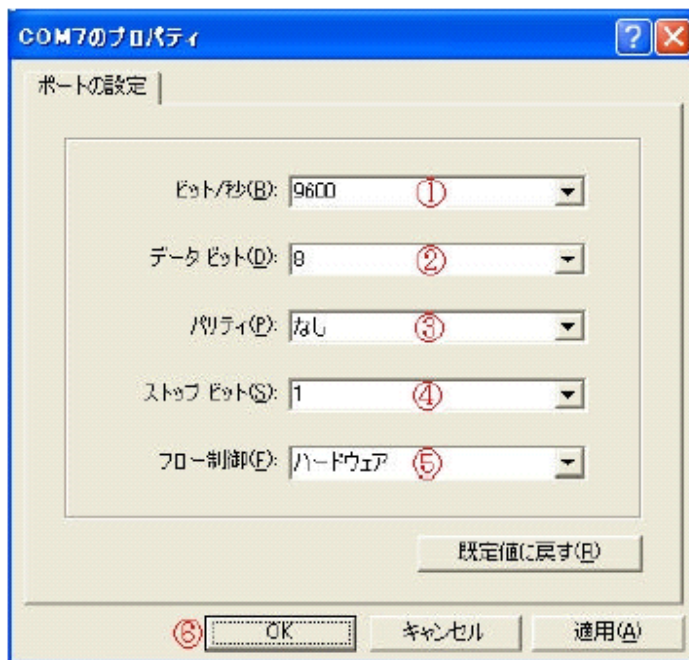 COM7のプロパティ
ポートの設定
ビット/秒(B): 9600 ①
データ ビット(D): 8 ②
パリティ(P): なし ③
ストップ ビット(S): 1 ④
フロー制御(F): ハードウェア ⑤
既定値に戻す(R)
⑥ OK キャンセル 適用(A)